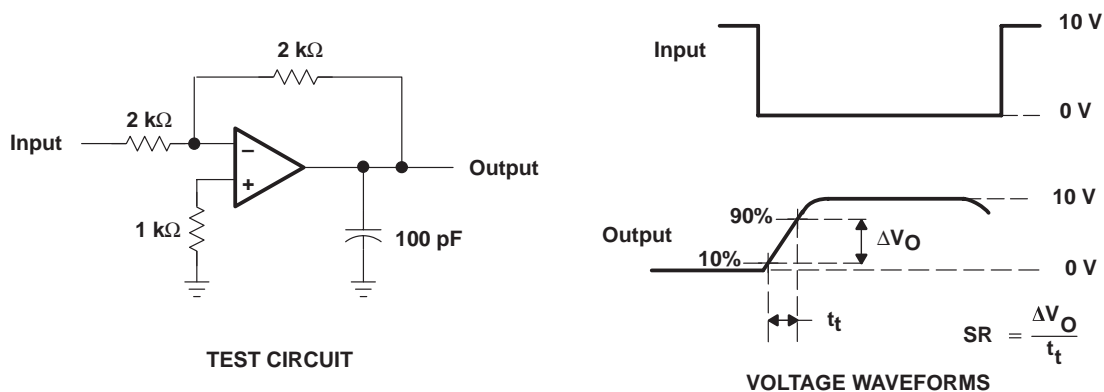 2 kΩ
2 kΩ
Input
−
+
Output
1 kΩ
100 pF
TEST CIRCUIT
10 V
Input
0 V
10 V
90%
ΔVO
Output
10%
0 V
tt
SR = ΔVO
tt
VOLTAGE WAVEFORMS